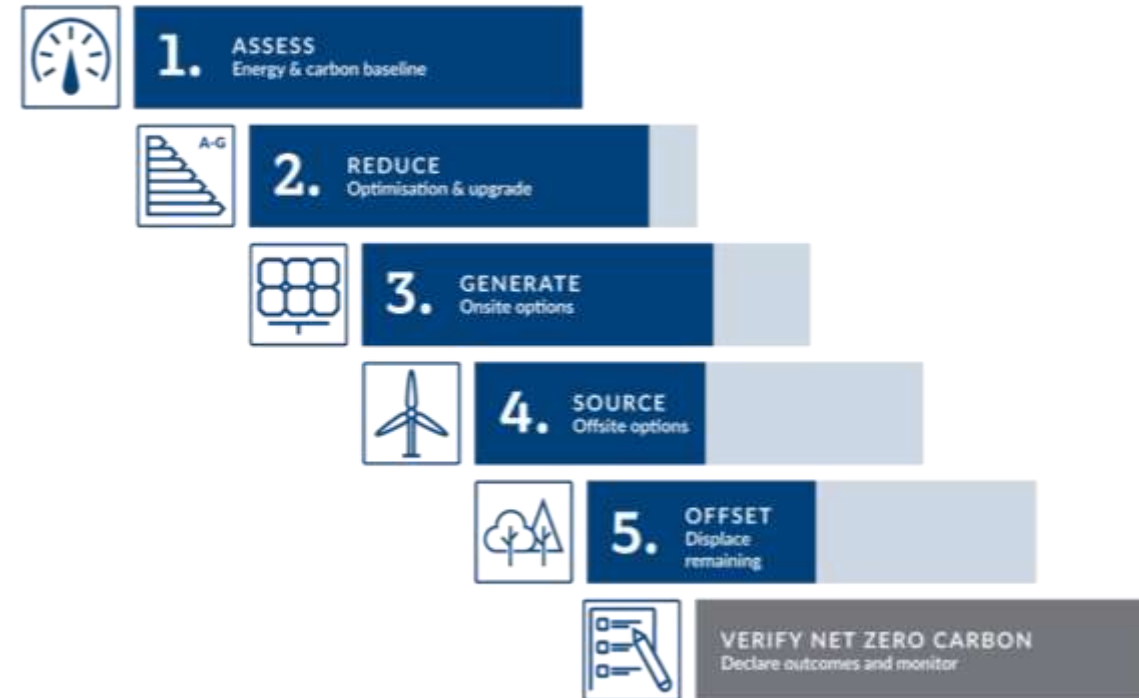 1. ASSESS
Energy & carbon baseline
A-G
2. REDUCE
Optimisation & upgrade
3. GENERATE
Onsite options
4. SOURCE
Offsite options
5. OFFSET
Displace
remaining
VERIFY NET ZERO CARBON
Declare outcomes and monitor